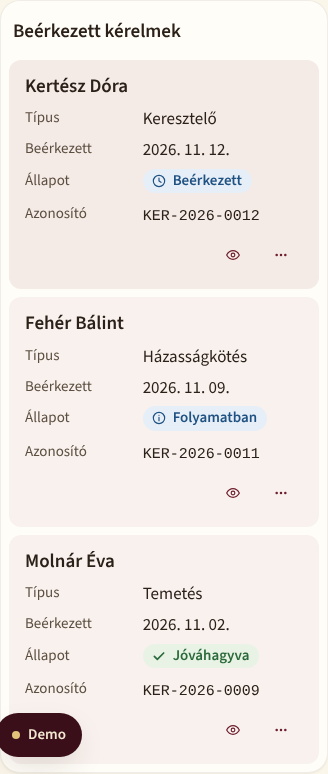 Beérkezett kérelmek
Kertész Dóra
Típus Keresztelő
Beérkezett 2026. 11. 12.
Állapot Beérkezett
Azonosító KER-2026-0012
Fehér Bálint
Típus Házasságkötés
Beérkezett 2026. 11. 09.
Állapot Folyamatban
Azonosító KER-2026-0011
Molnár Éva
Típus Temetés
Beérkezett 2026. 11. 02.
Állapot Jóváhagyva
Azonosító KER-2026-0009
Demo